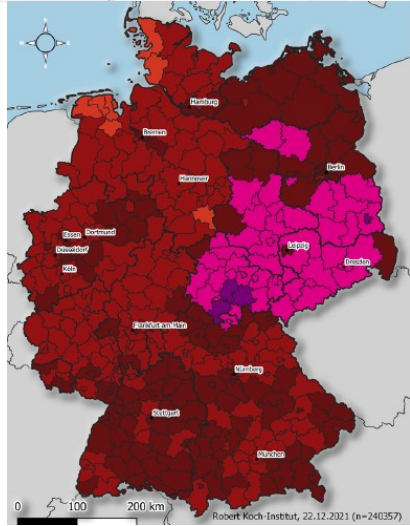 Hamburg
Bremen
Berlin
Hannover
Essen
Dortmund
Düsseldorf
Leipzig
Köln
Dresden
Frankfurt am Main
Nürnberg
Stuttgart
München
0 100 200 km
Robert Koch-Institut, 22.12.2021 (n=240357)